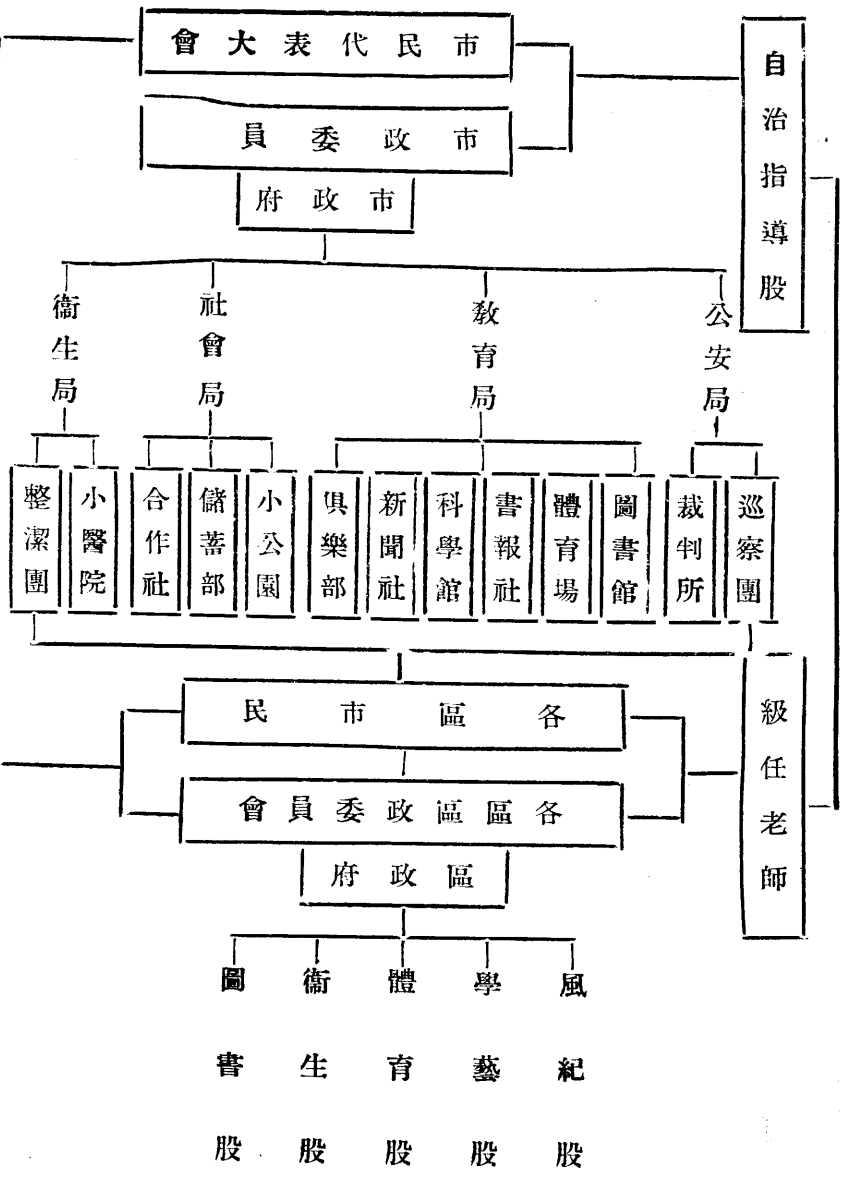 市民代表大會
自治指導股
市政委員
市政府
公安局
教育局
社會局
衞生局
巡察團
裁判所
圖書館
體育場
書報社
科學館
新聞社
俱樂部
小公園
儲蓄部
合作社
小醫院
整潔團
級任老師
各區市民
各區區政委員會
區政府
風紀股
學藝股
體育股
衞生股
圖書股